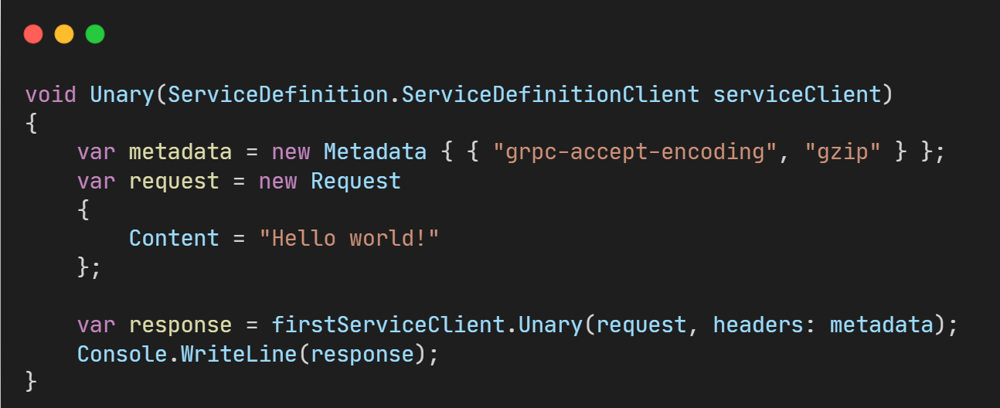 void Unary(ServiceDefinition.ServiceDefinitionClient serviceClient)
{
    var metadata = new Metadata { { "grpc-accept-encoding", "gzip" } };
    var request = new Request
    {
        Content = "Hello world!"
    };

    var response = firstServiceClient.Unary(request, headers: metadata);
    Console.WriteLine(response);
}